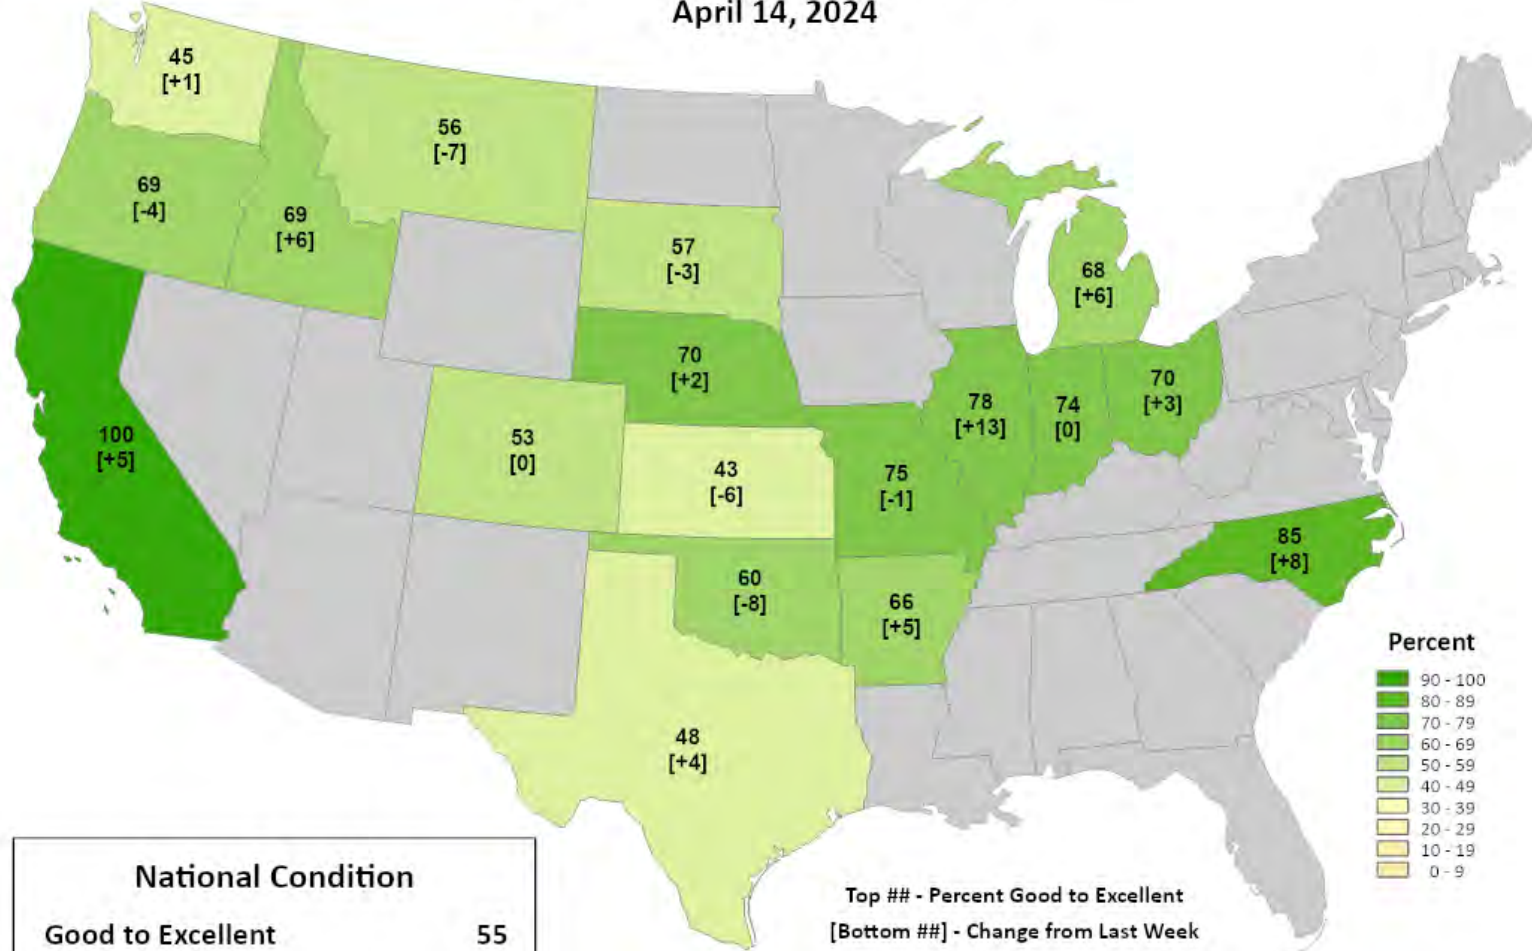 April 14, 2024
45
[+1]
56
[-7]
69
[-4]
69
[+6]
57
[-3]
68
[+6]
70
[+2]
78
[+13]
74
[0]
70
[+3]
100
[+5]
53
[0]
43
[-6]
75
[-1]
85
[+8]
60
[-8]
66
[+5]
48
[+4]
Percent
90 - 100
80 - 89
70 - 79
60 - 69
50 - 59
40 - 49
30 - 39
20 - 29
10 - 19
0 - 9
National Condition
Good to Excellent 55
Top ## - Percent Good to Excellent
[Bottom ##] - Change from Last Week